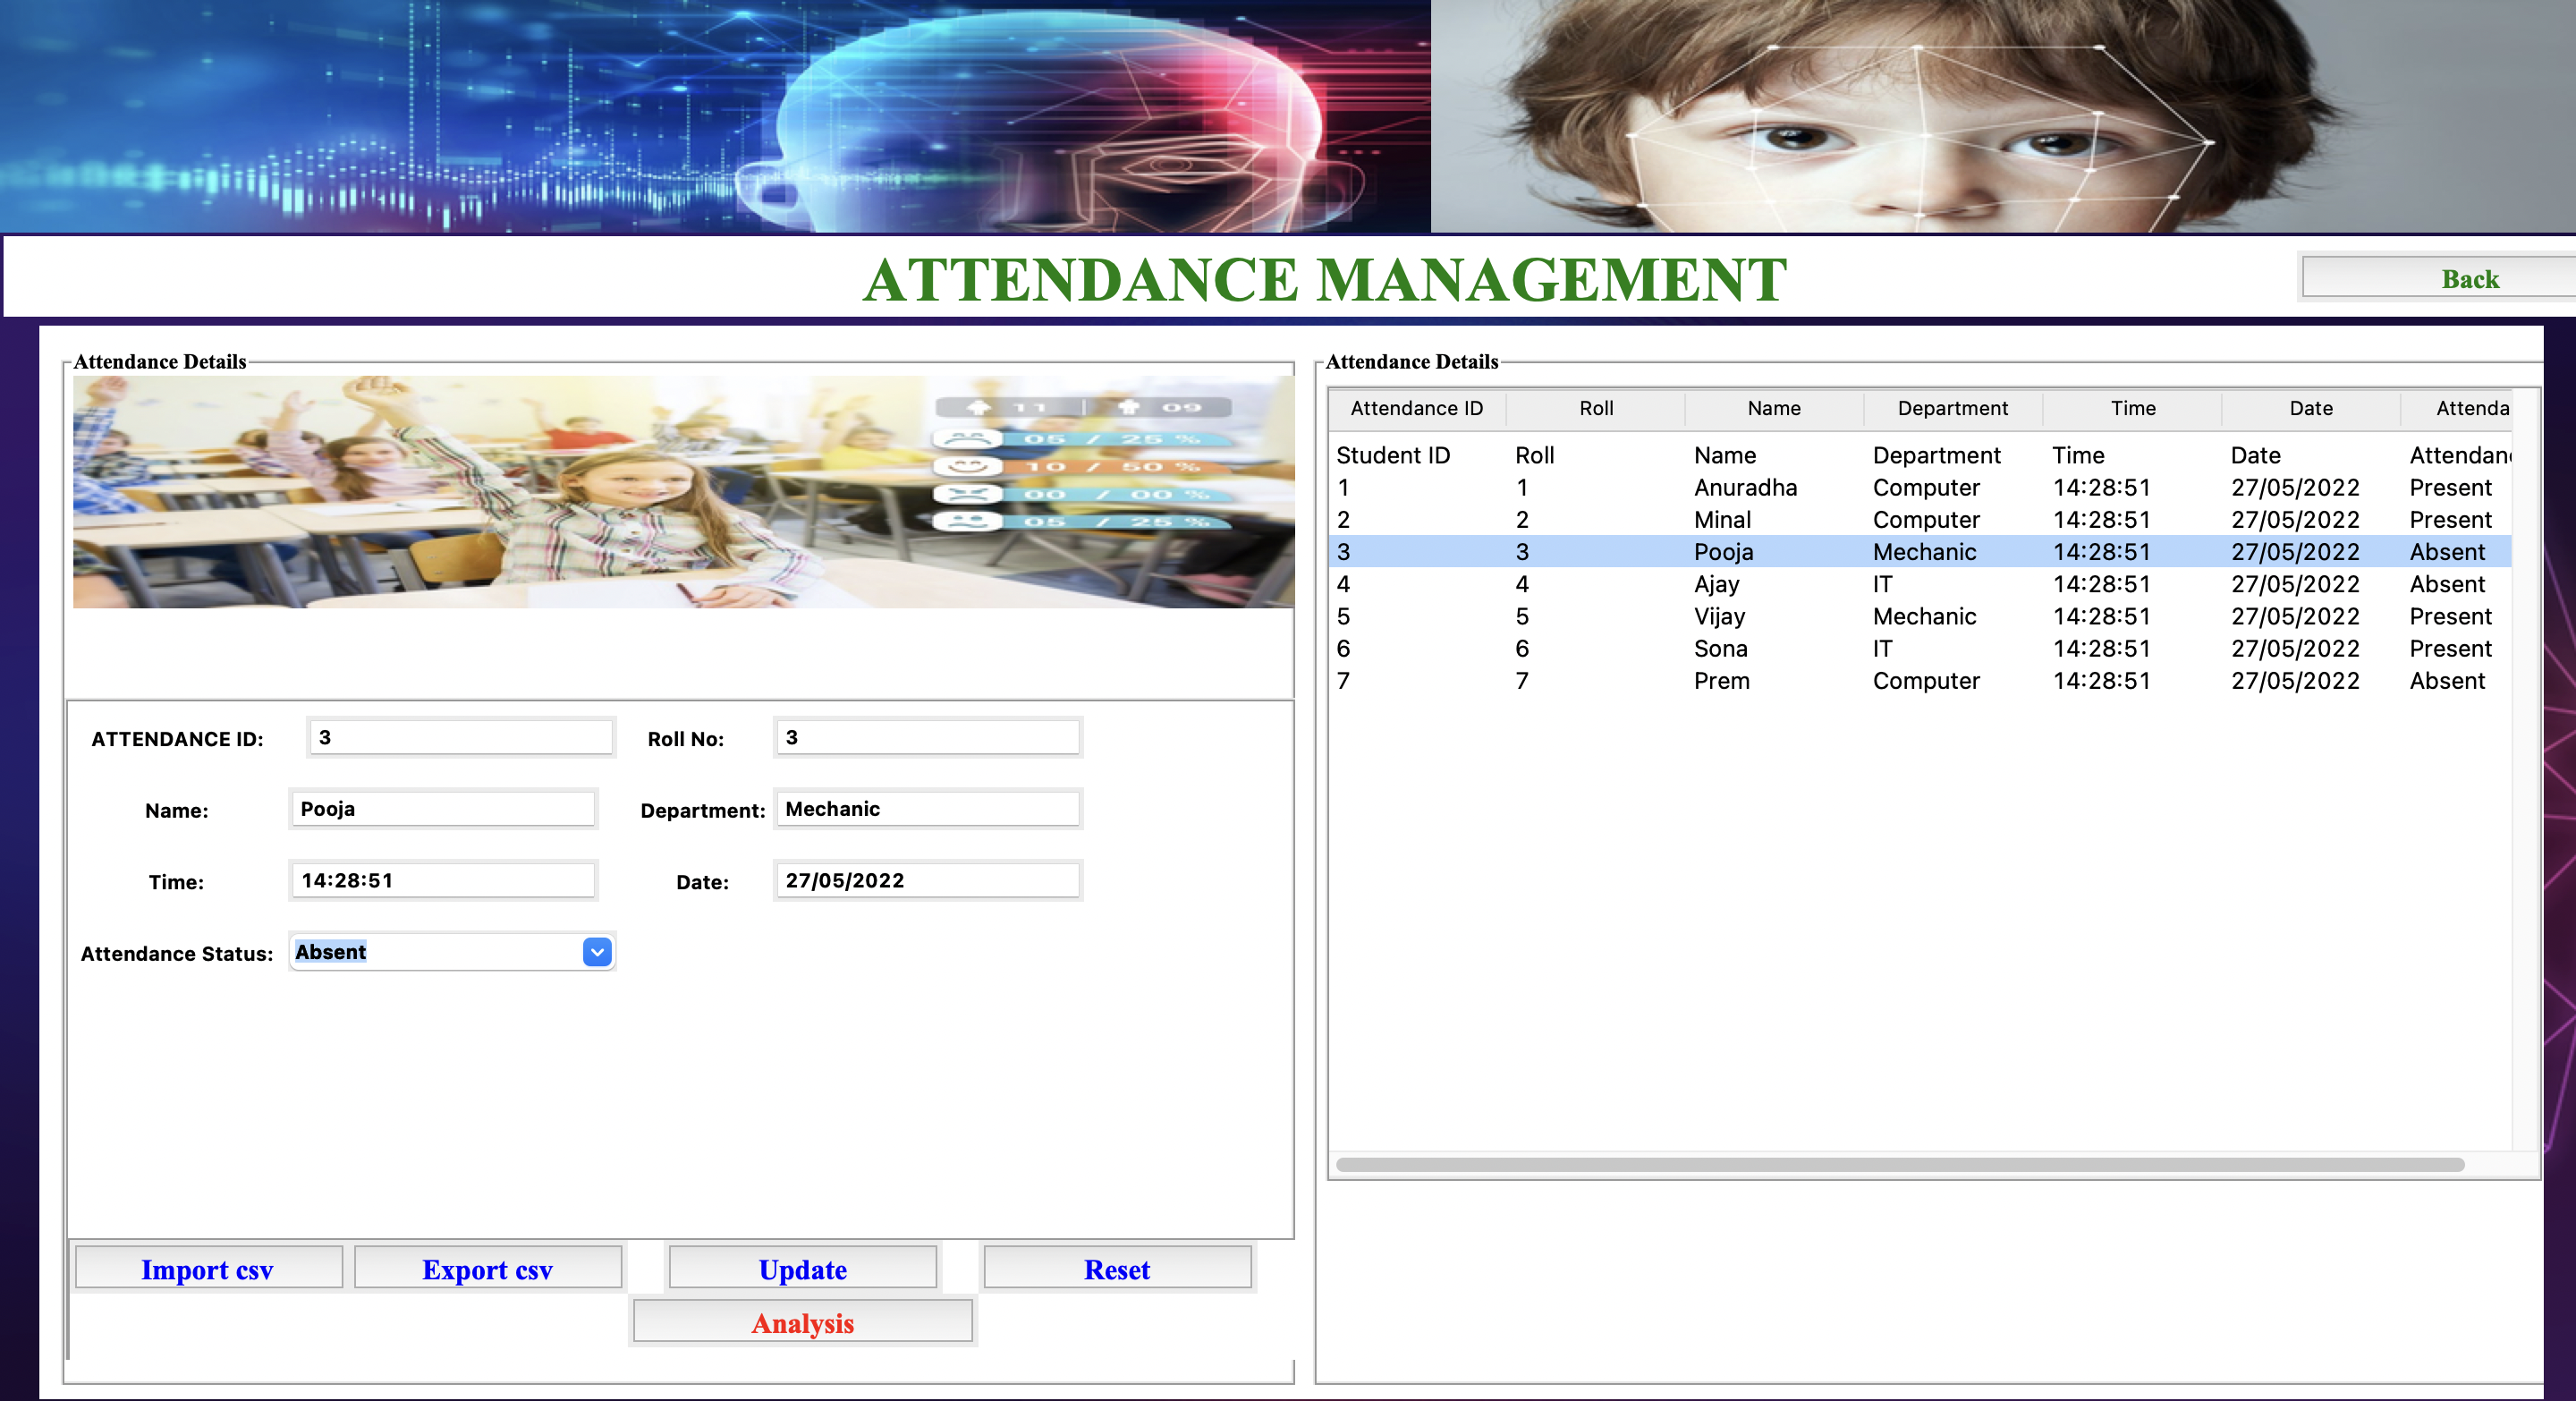 ATTENDANCE MANAGEMENT
Back
Attendance Details
11 | 09
05 / 25 %
10 / 50 %
00 / 00 %
05 / 25 %
ATTENDANCE ID: 3 Roll No: 3
Name: Pooja Department: Mechanic
Time: 14:28:51 Date: 27/05/2022
Attendance Status: Absent
Import csv Export csv Update Reset
Analysis
Attendance Details
Attendance ID Roll Name Department Time Date Attenda
Student ID Roll Name Department Time Date Attendan
1 1 Anuradha Computer 14:28:51 27/05/2022 Present
2 2 Minal Computer 14:28:51 27/05/2022 Present
3 3 Pooja Mechanic 14:28:51 27/05/2022 Absent
4 4 Ajay IT 14:28:51 27/05/2022 Absent
5 5 Vijay Mechanic 14:28:51 27/05/2022 Present
6 6 Sona IT 14:28:51 27/05/2022 Present
7 7 Prem Computer 14:28:51 27/05/2022 Absent